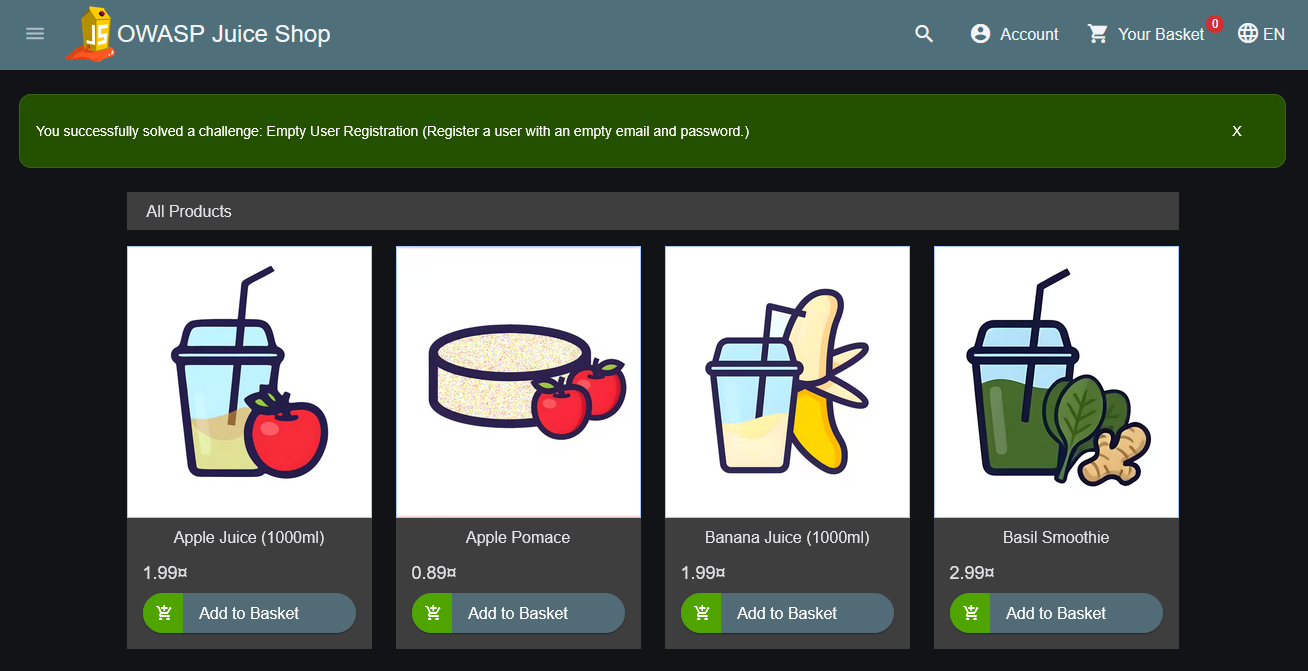 JS OWASP Juice Shop Account Your Basket 0 EN
You successfully solved a challenge: Empty User Registration (Register a user with an empty email and password.) X
All Products
Apple Juice (1000ml) Apple Pomace Banana Juice (1000ml) Basil Smoothie
1.99¤ 0.89¤ 1.99¤ 2.99¤
Add to Basket Add to Basket Add to Basket Add to Basket